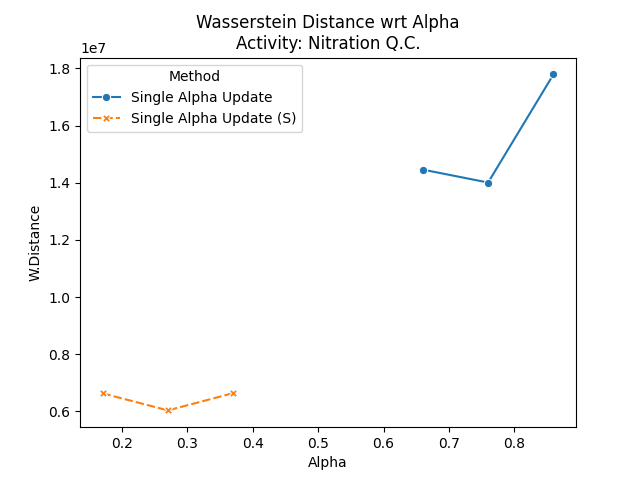 Wasserstein Distance wrt Alpha
Activity: Nitration Q.C.
1e7
1.8
1.6
1.4
1.2
1.0
0.8
0.6
W.Distance
Method
Single Alpha Update
Single Alpha Update (S)
0.2 0.3 0.4 0.5 0.6 0.7 0.8
Alpha